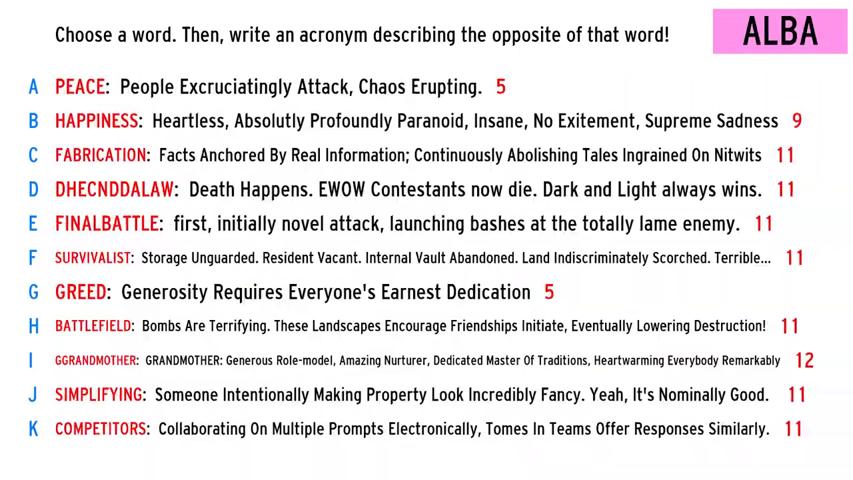 Choose a word. Then, write an acronym describing the opposite of that word!
ALBA
A PEACE: People Excruciatingly Attack, Chaos Erupting. 5
B HAPPINESS: Heartless, Absolutly Profoundly Paranoid, Insane, No Exitement, Supreme Sadness 9
C FABRICATION: Facts Anchored By Real Information; Continuously Abolishing Tales Ingrained On Nitwits 11
D DHECNDDALAW: Death Happens. EWOW Contestants now die. Dark and Light always wins. 11
E FINALBATTLE: first, initially novel attack, launching bashes at the totally lame enemy. 11
F SURVIVALIST: Storage Unguarded. Resident Vacant. Internal Vault Abandoned. Land Indiscriminately Scorched. Terrible... 11
G GREED: Generosity Requires Everyone's Earnest Dedication 5
H BATTLEFIELD: Bombs Are Terrifying. These Landscapes Encourage Friendships Initiate, Eventually Lowering Destruction! 11
I GGRANDMOTHER: GRANDMOTHER: Generous Role-model, Amazing Nurturer, Dedicated Master Of Traditions, Heartwarming Everybody Remarkably 12
J SIMPLIFYING: Someone Intentionally Making Property Look Incredibly Fancy. Yeah, It's Nominally Good. 11
K COMPETITORS: Collaborating On Multiple Prompts Electronically, Tomes In Teams Offer Responses Similarly. 11